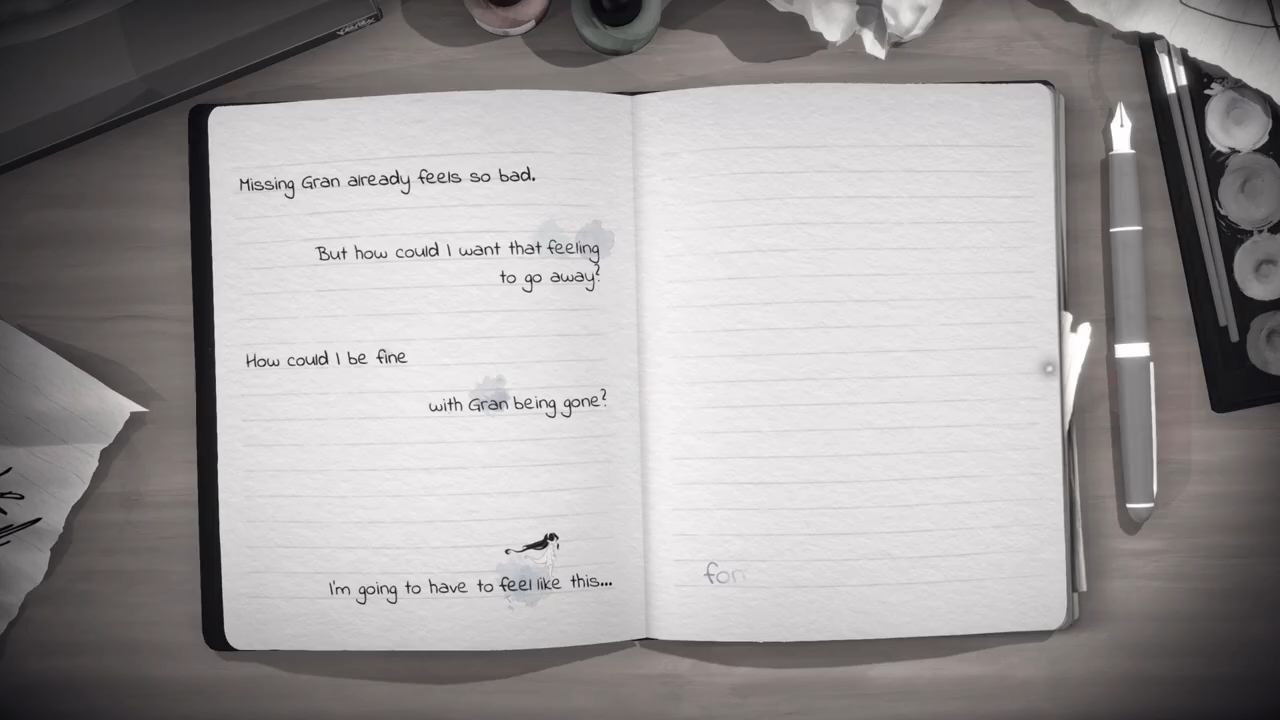 Missing Gran already feels so bad.
But how could I want that feeling
to go away?
How could I be fine
with Gran being gone?
I'm going to have to feel like this...